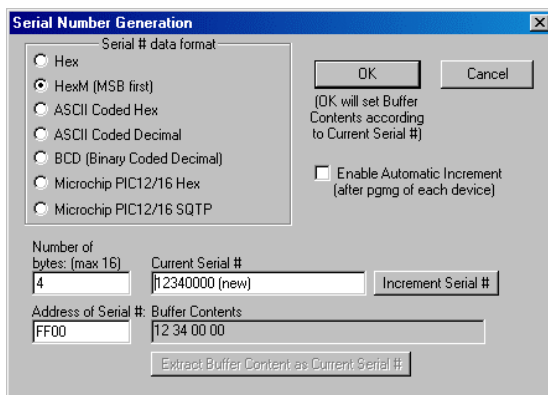 Serial Number Generation
Serial # data format
Hex
HexM (MSB first)
ASCII Coded Hex
ASCII Coded Decimal
BCD (Binary Coded Decimal)
Microchip PIC12/16 Hex
Microchip PIC12/16 SQTP
OK
Cancel
(OK will set Buffer
Contents according
to Current Serial #)
Enable Automatic Increment
(after pgmg of each device)
Number of
bytes: (max 16)
Current Serial #
4
12340000 (new)
Increment Serial #
Address of Serial #:
Buffer Contents
FF00
12 34 00 00
Extract Buffer Content as Current Serial #